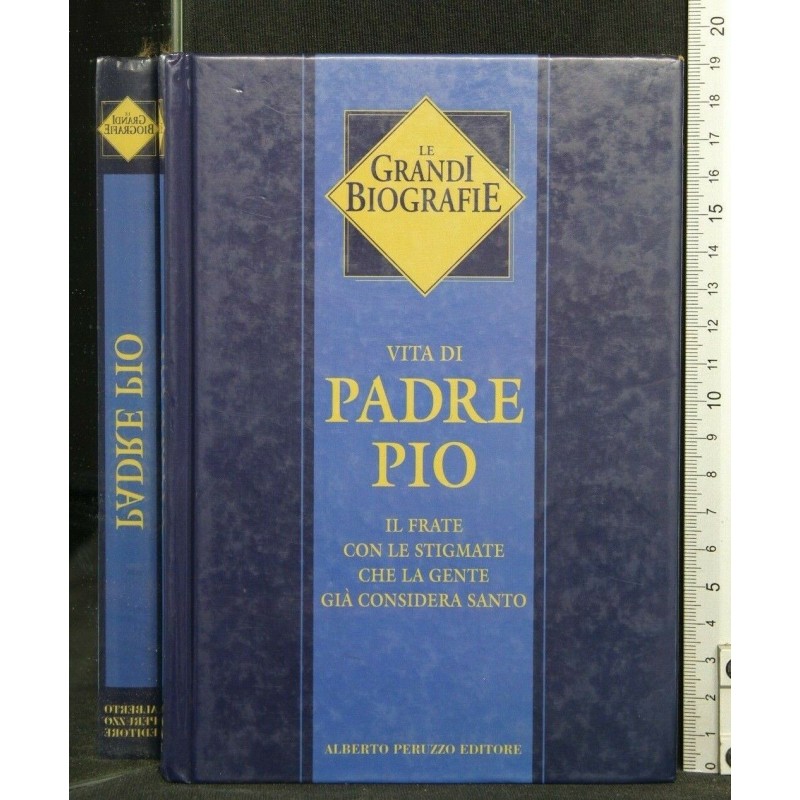 LE
GRANDI
BIOGRAFIE
VITA DI
PADRE
PIO
IL FRATE
CON LE STIGMATE
CHE LA GENTE
GIÀ CONSIDERA SANTO
ALBERTO PERUZZO EDITORE
LE
GRANDI
BIOGRAFIE
PADRE PIO
ALBERTO
PERUZZO
EDITORE
20
19
18
17
16
15
14
13
12
11
10
9
8
7
6
5
4
3
2
1
0